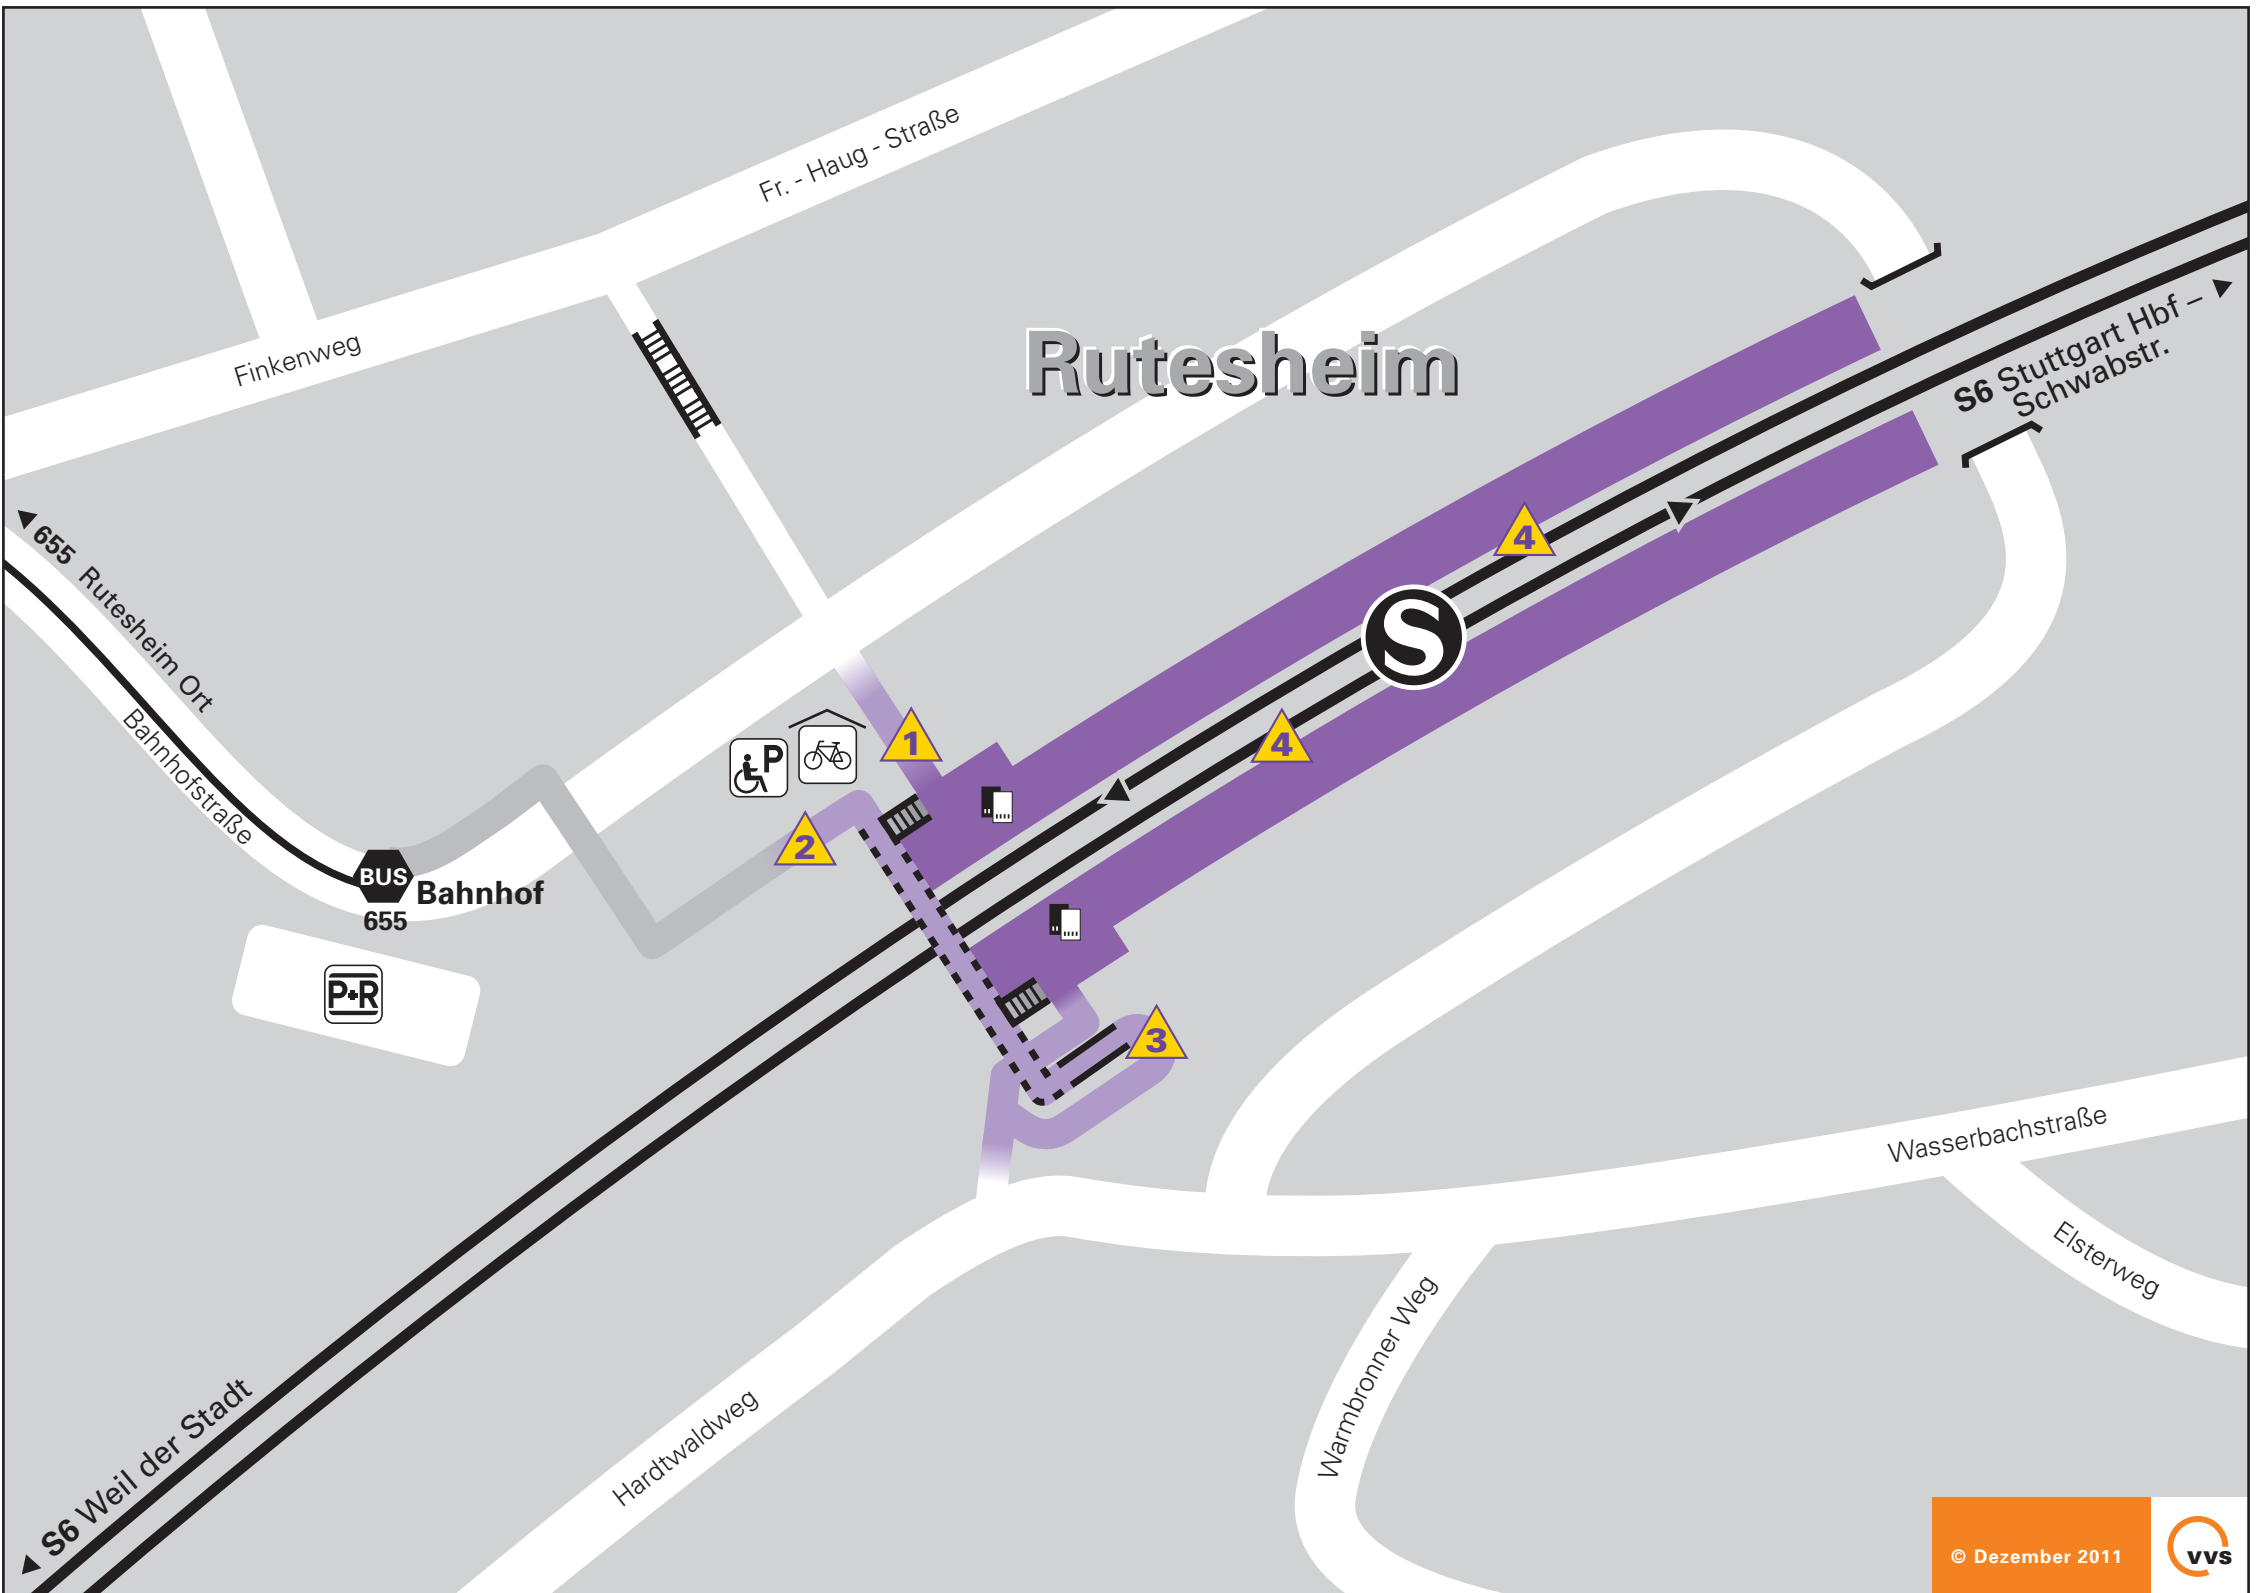 Fr. - Haug - Straße
Finkenweg
Rutesheim
S6 Stuttgart Hbf –
Schwabstr.
4
655 Rutesheim Ort
S
Bahnhofstraße
1
4
P
2
BUS
Bahnhof
655
P+R
3
Wasserbachstraße
Elsterweg
Warmbronner Weg
Hardtwaldweg
S6 Weil der Stadt
© Dezember 2011
vvs